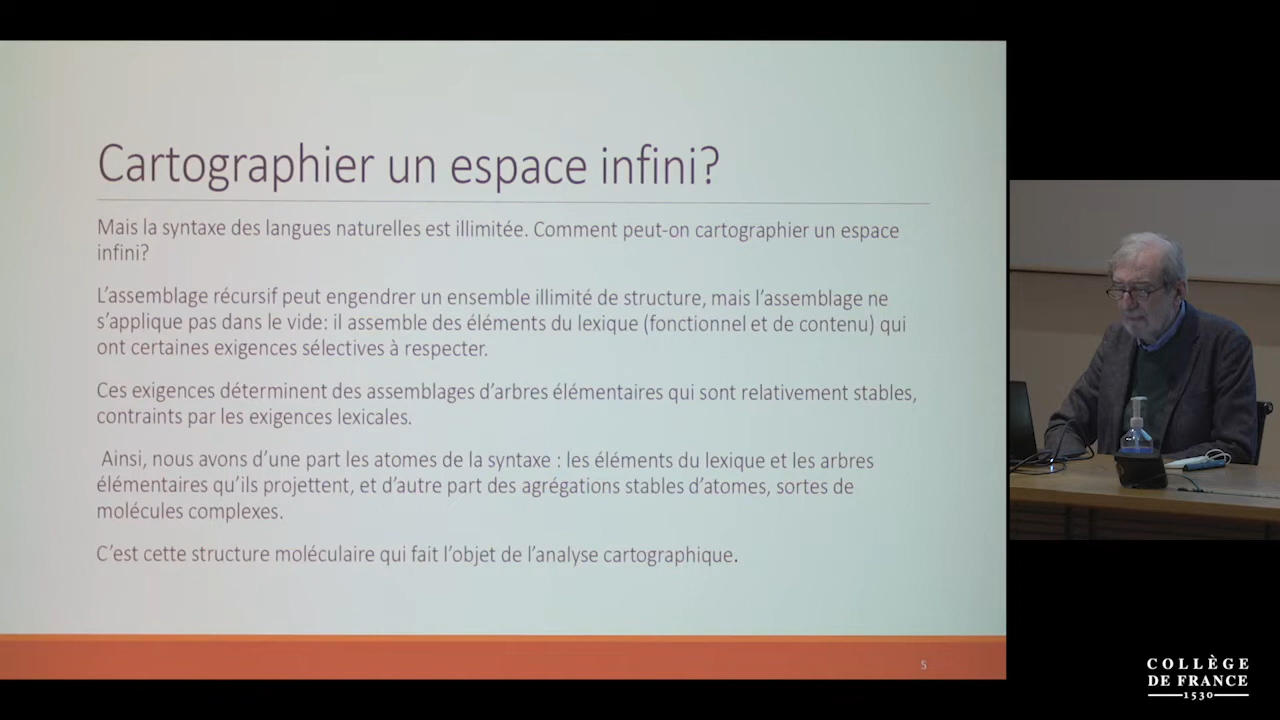 Cartographier un espace infini?
Mais la syntaxe des langues naturelles est illimitée. Comment peut-on cartographier un espace
infini?
L'assemblage récursif peut engendrer un ensemble illimité de structure, mais l'assemblage ne
s'applique pas dans le vide: il assemble des éléments du lexique (fonctionnel et de contenu) qui
ont certaines exigences sélectives à respecter.
Ces exigences déterminent des assemblages d'arbres élémentaires qui sont relativement stables,
contraints par les exigences lexicales.
Ainsi, nous avons d'une part les atomes de la syntaxe : les éléments du lexique et les arbres
élémentaires qu'ils projettent, et d'autre part des agrégations stables d'atomes, sortes de
molécules complexes.
C'est cette structure moléculaire qui fait l'objet de l'analyse cartographique.
5
COLLÈGE
DE FRANCE
1530